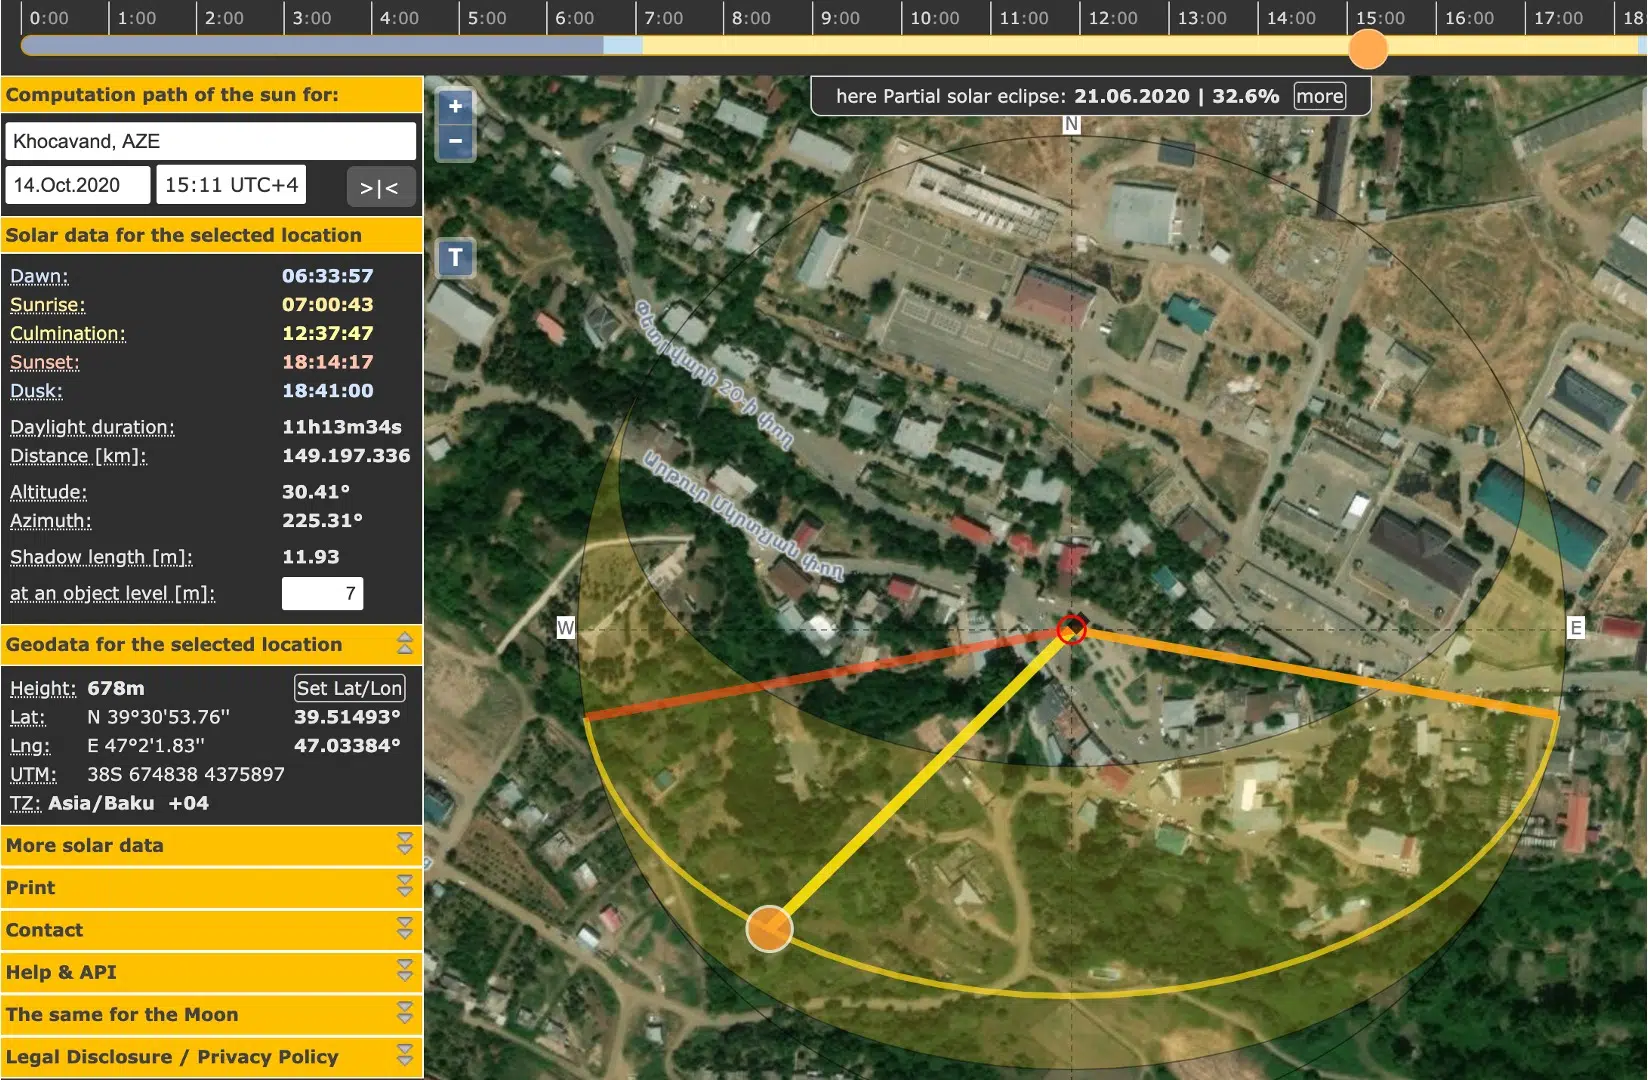 0:00 1:00 2:00 3:00 4:00 5:00 6:00 7:00 8:00 9:00 10:00 11:00 12:00 13:00 14:00 15:00 16:00 17:00 18:
Computation path of the sun for:
Khocavand, AZE
14.Oct.2020 15:11 UTC+4 >|<
Solar data for the selected location
Dawn: 06:33:57
Sunrise: 07:00:43
Culmination: 12:37:47
Sunset: 18:14:17
Dusk: 18:41:00
Daylight duration: 11h13m34s
Distance [km]: 149.197.336
Altitude: 30.41°
Azimuth: 225.31°
Shadow length [m]: 11.93
at an object level [m]: 7
Geodata for the selected location
Height: 678m Set Lat/Lon
Lat: N 39°30'53.76'' 39.51493°
Lng: E 47°2'1.83'' 47.03384°
UTM: 38S 674838 4375897
TZ: Asia/Baku +04
More solar data
Print
Contact
Help & API
The same for the Moon
Legal Disclosure / Privacy Policy
+
−
T
here Partial solar eclipse: 21.06.2020 | 32.6% more
N
Փետրվարի 20-ի փող
Արթուր Մկրտչյան փող
W
E